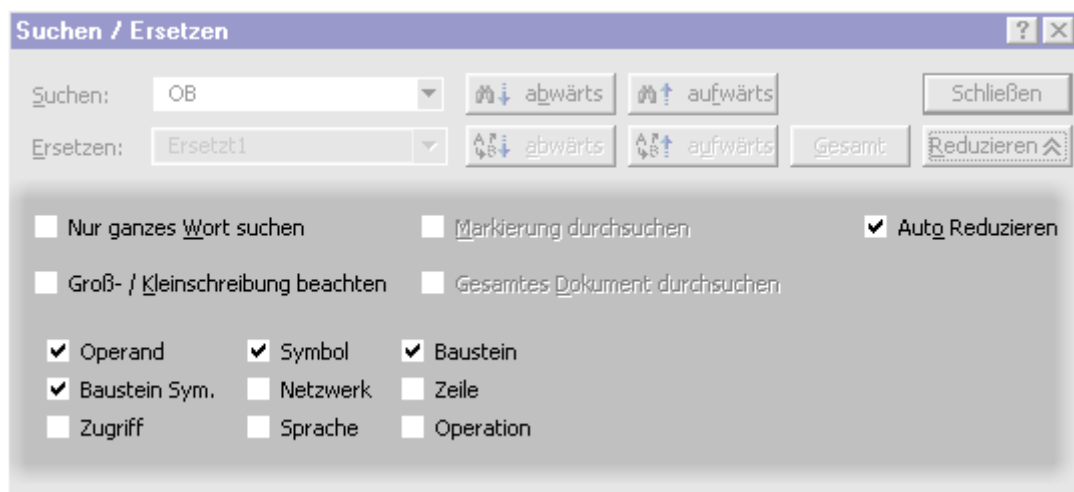 Suchen / Ersetzen ?
Suchen: OB abwärts aufwärts Schließen
Ersetzen: Ersetzt1 abwärts aufwärts Gesamt Reduzieren
Nur ganzes Wort suchen Markierung durchsuchen Auto Reduzieren
Groß- / Kleinschreibung beachten Gesamtes Dokument durchsuchen
Operand Symbol Baustein
Baustein Sym. Netzwerk Zeile
Zugriff Sprache Operation